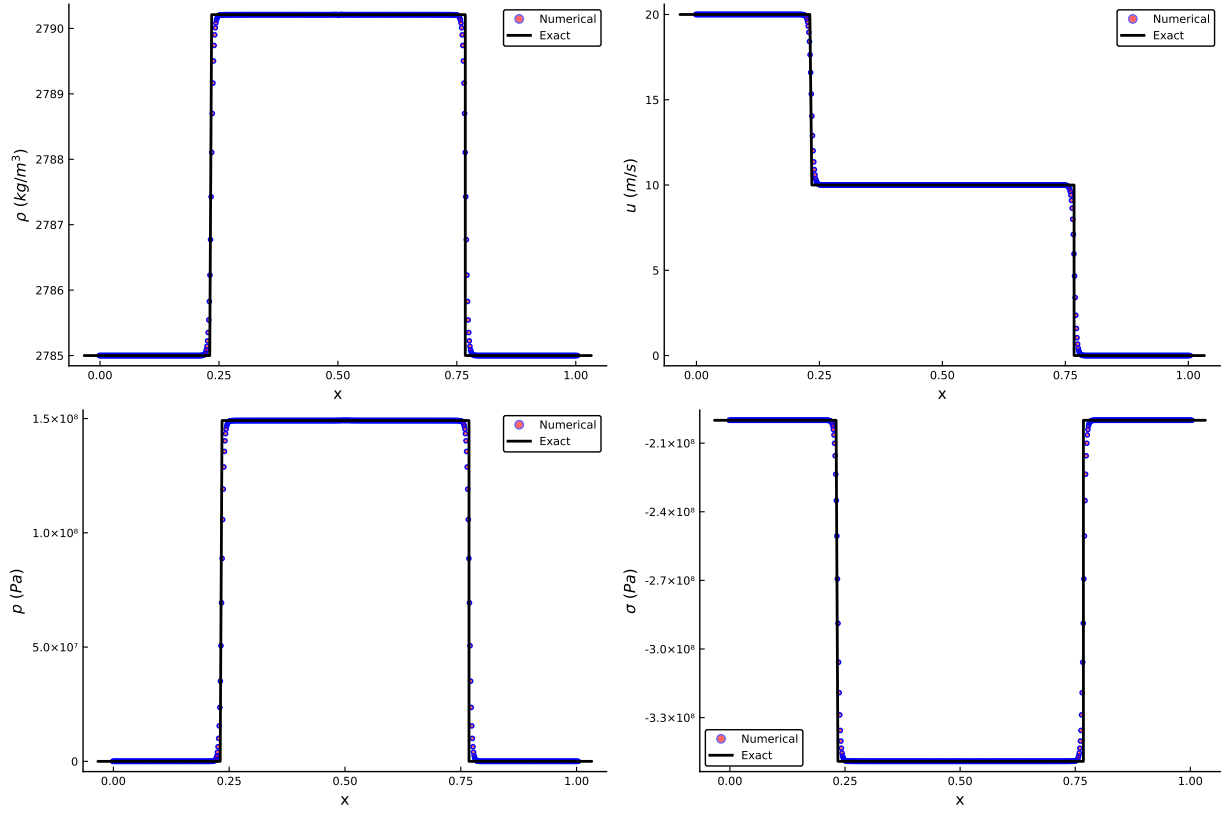 2790
2789
2788
2787
2786
2785
ρ (kg/m³)
0.00 0.25 0.50 0.75 1.00
x
Numerical
Exact
20
15
10
5
0
u (m/s)
0.00 0.25 0.50 0.75 1.00
x
Numerical
Exact
1.5×10⁸
1.0×10⁸
5.0×10⁷
0
p (Pa)
0.00 0.25 0.50 0.75 1.00
x
Numerical
Exact
-2.1×10⁸
-2.4×10⁸
-2.7×10⁸
-3.0×10⁸
-3.3×10⁸
σ (Pa)
0.00 0.25 0.50 0.75 1.00
x
Numerical
Exact